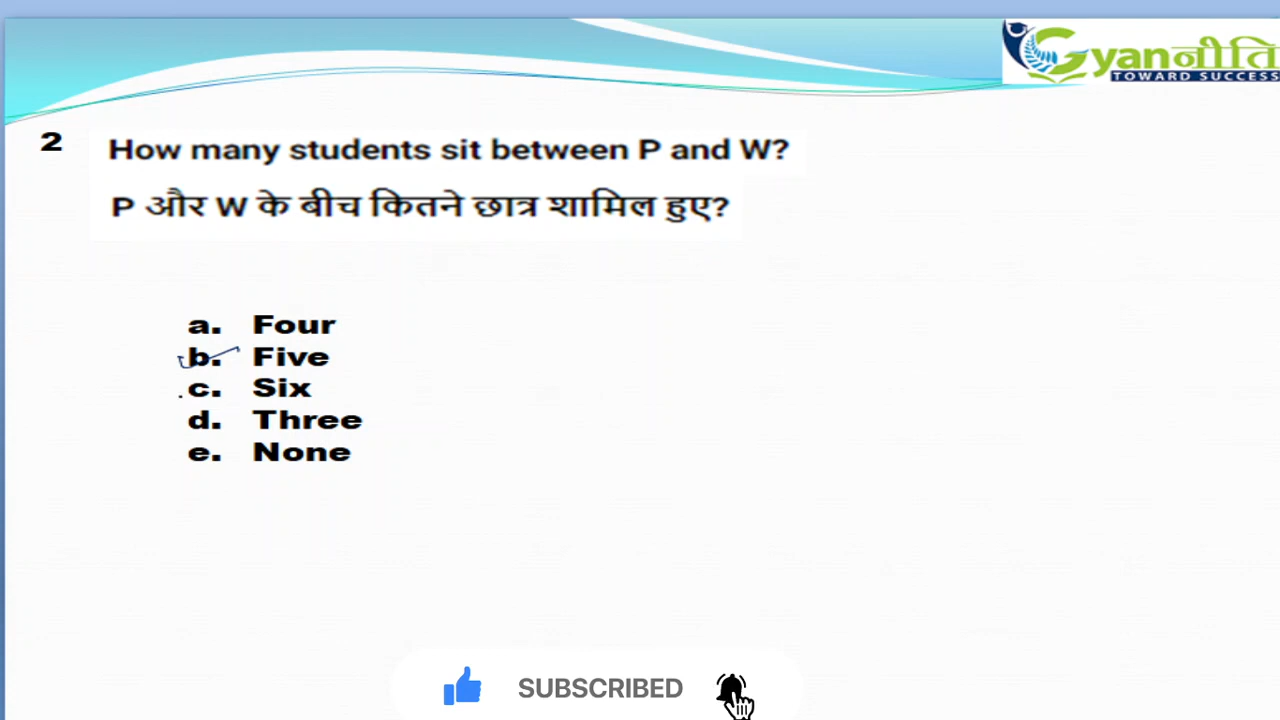 Gyanनीति
TOWARD SUCCESS
2 How many students sit between P and W?
P और W के बीच कितने छात्र शामिल हुए?
a. Four
b. Five
c. Six
d. Three
e. None
SUBSCRIBED